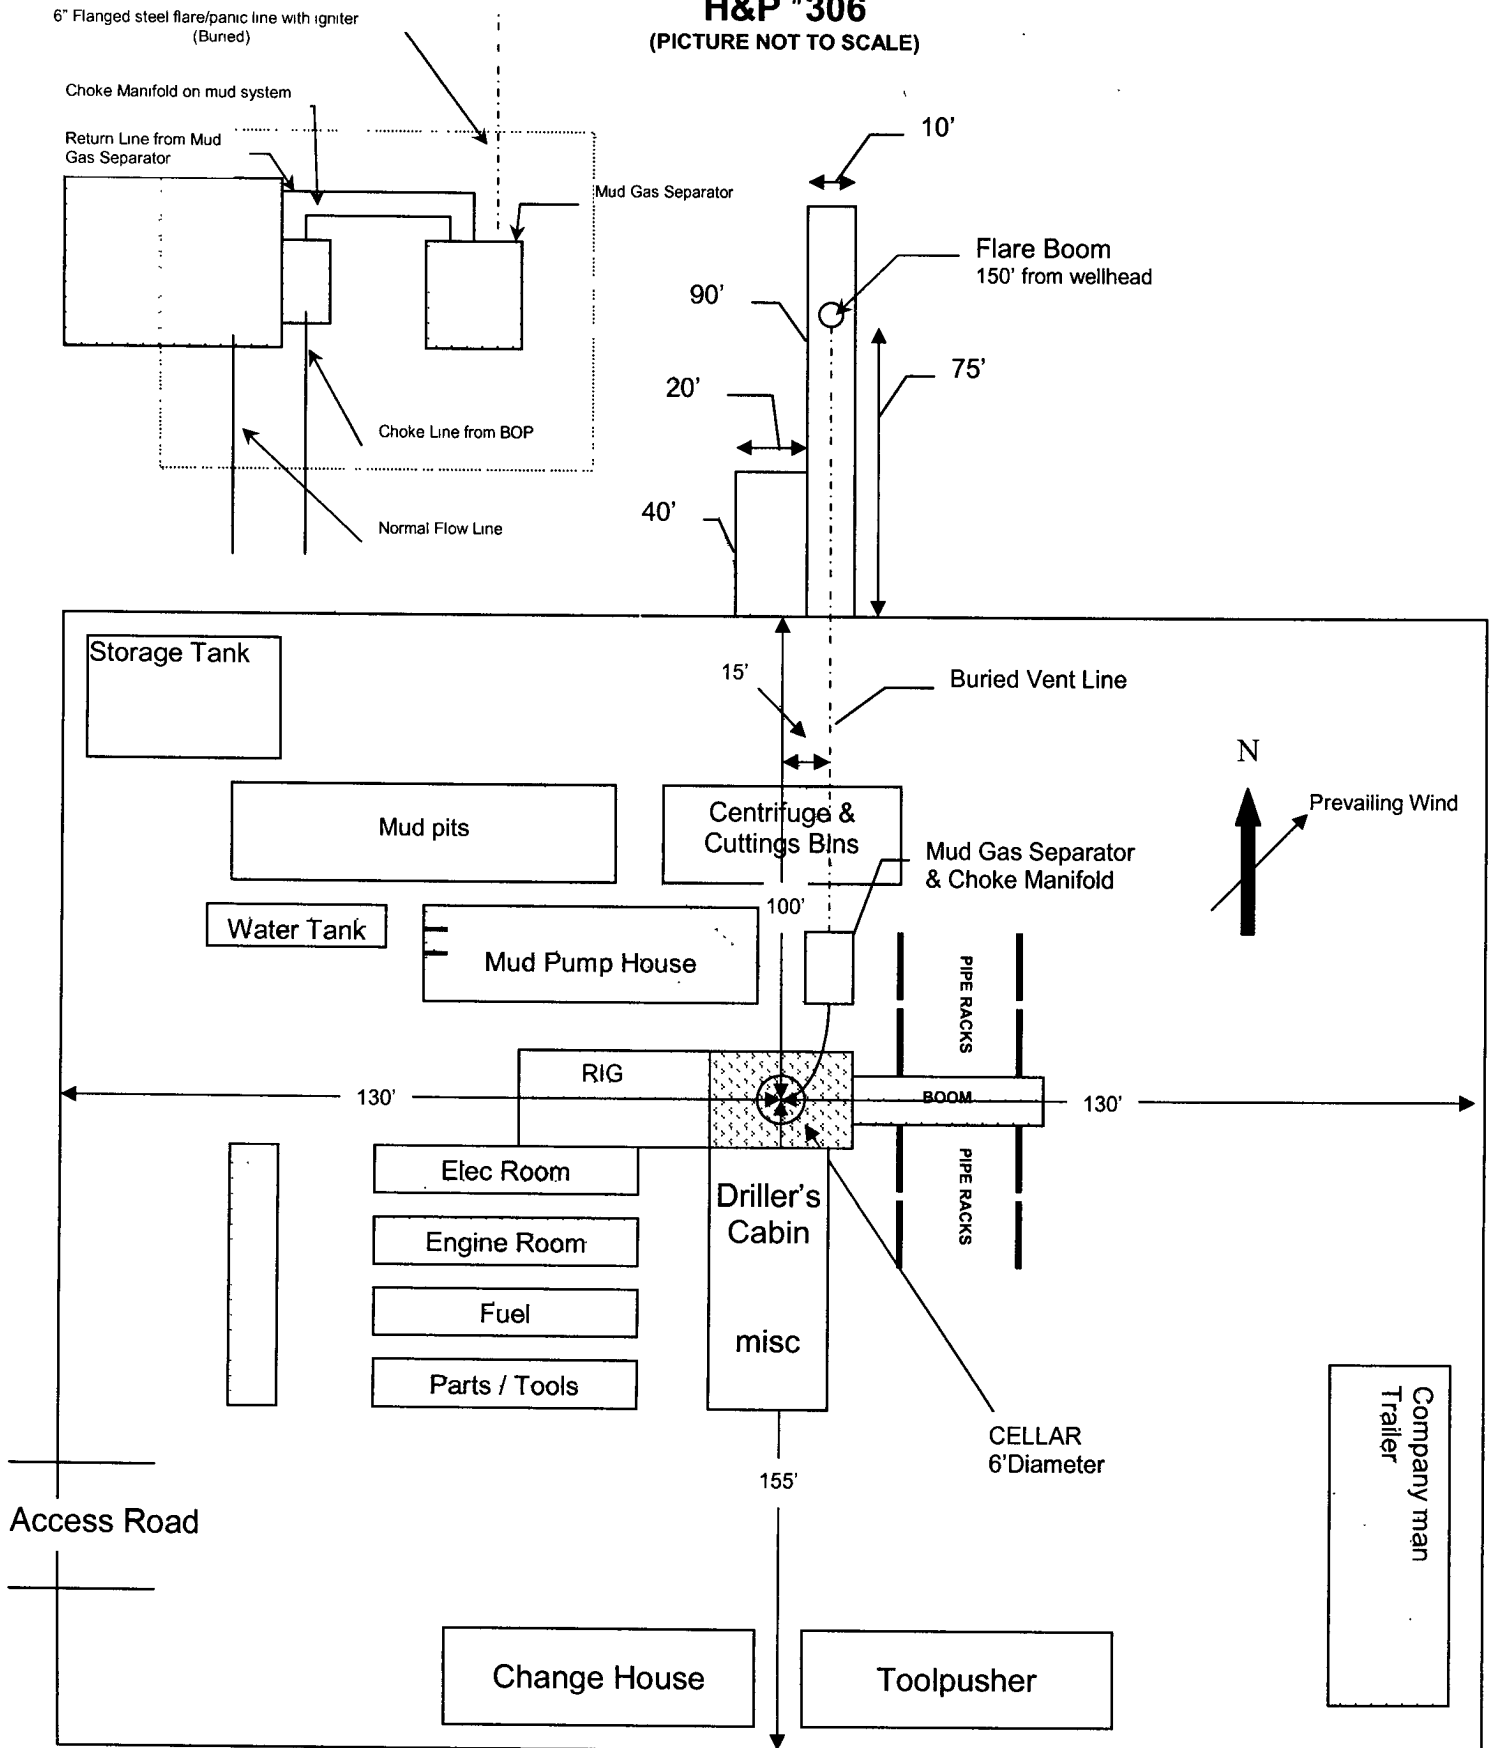 H&P #306
(PICTURE NOT TO SCALE)
6" Flanged steel flare/panic line with igniter
(Buried)
Choke Manifold on mud system
Return Line from Mud
Gas Separator
Mud Gas Separator
Choke Line from BOP
Normal Flow Line
10'
Flare Boom
150' from wellhead
90'
75'
20'
40'
Storage Tank
15'
Buried Vent Line
N
Prevailing Wind
Mud pits
Centrifuge &
Cuttings Bins
Mud Gas Separator
& Choke Manifold
100'
Water Tank
Mud Pump House
PIPE RACKS
RIG
130'
BOOM
130'
PIPE RACKS
Elec Room
Driller's
Cabin
Engine Room
Fuel
misc
Parts / Tools
CELLAR
6'Diameter
Company man
Trailer
155'
Access Road
Change House
Toolpusher